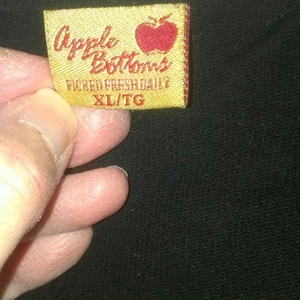 Apple
Bottoms
PICKED FRESH DAILY
XL/TG